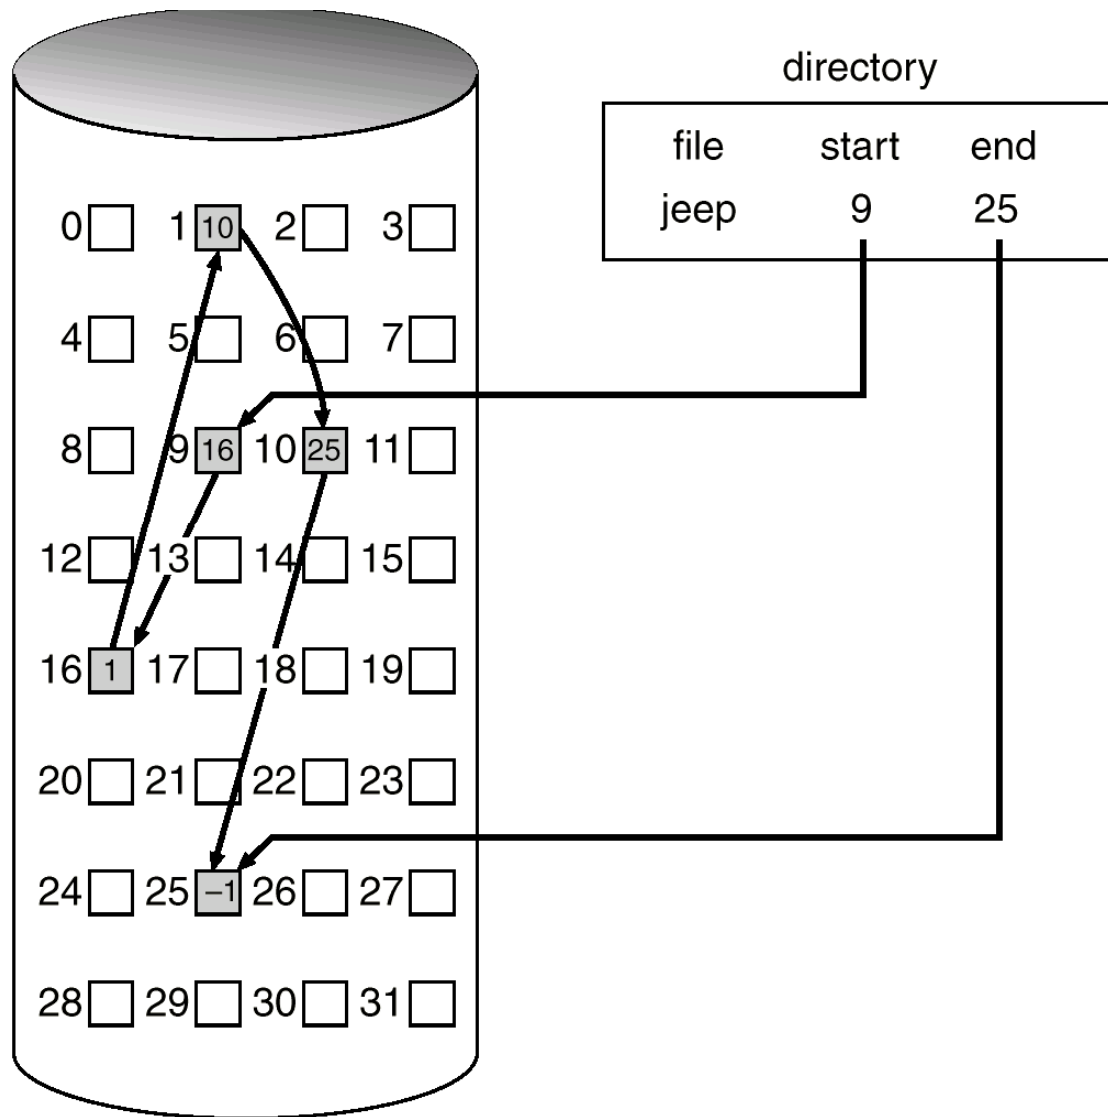 directory
file start end
jeep 9 25
0 1 10 2 3
4 5 6 7
8 9 16 10 25 11
12 13 14 15
16 1 17 18 19
20 21 22 23
24 25 –1 26 27
28 29 30 31